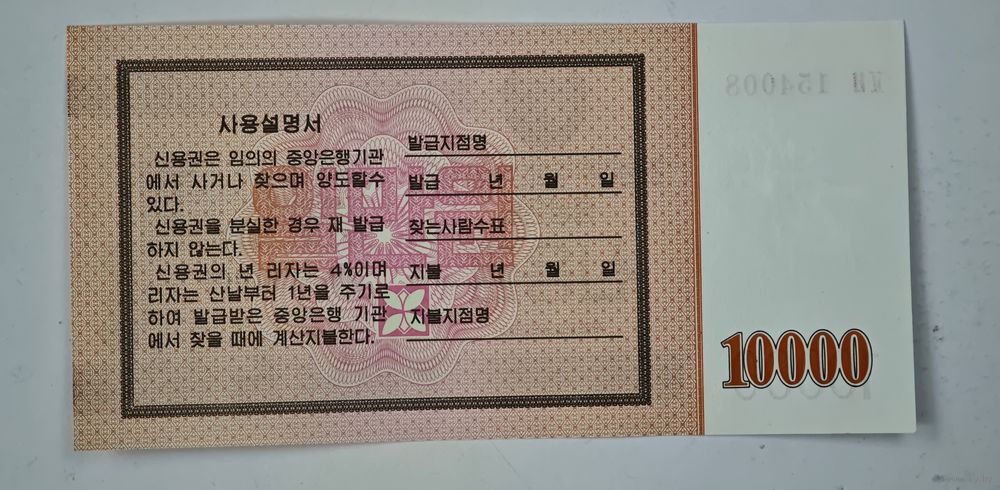 사용설명서
신용권은 임의의 중앙은행기관
에서 사거나 찾으며 양도할수
있다.
신용권을 분실한 경우 재 발급
하지 않는다.
신용권의 년 리자는 4%이며
리자는 산날부터 1년을 주기로
하여 발급받은 중앙은행 기관
에서 찾을 때에 계산지불한다.
발급지점명
발급 년 월 일
찾는사람수표
지불 년 월 일
지불지점명
154008
10000